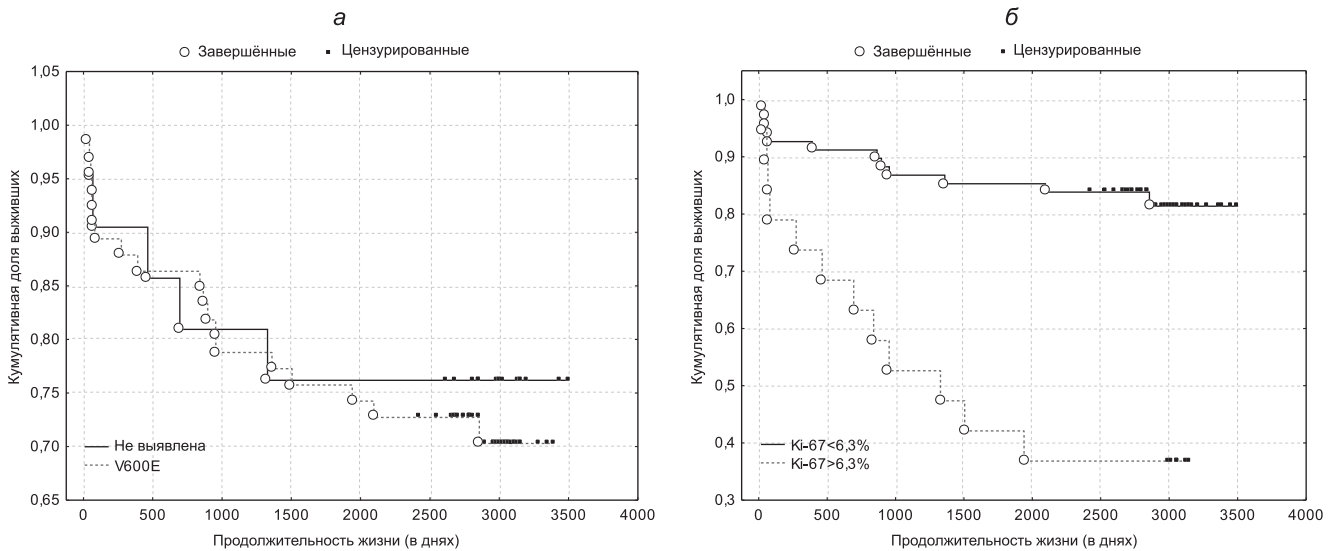 а
Завершённые Цензурированные
1,05
1,00
0,95
0,90
0,85
0,80
0,75
0,70
0,65
Кумулятивная доля выживших
Не выявлена
V600E
0 500 1000 1500 2000 2500 3000 3500 4000
Продолжительность жизни (в днях)
б
Завершённые Цензурированные
1,0
0,9
0,8
0,7
0,6
0,5
0,4
0,3
Кумулятивная доля выживших
Ki-67<6,3%
Ki-67>6,3%
0 500 1000 1500 2000 2500 3000 3500 4000
Продолжительность жизни (в днях)